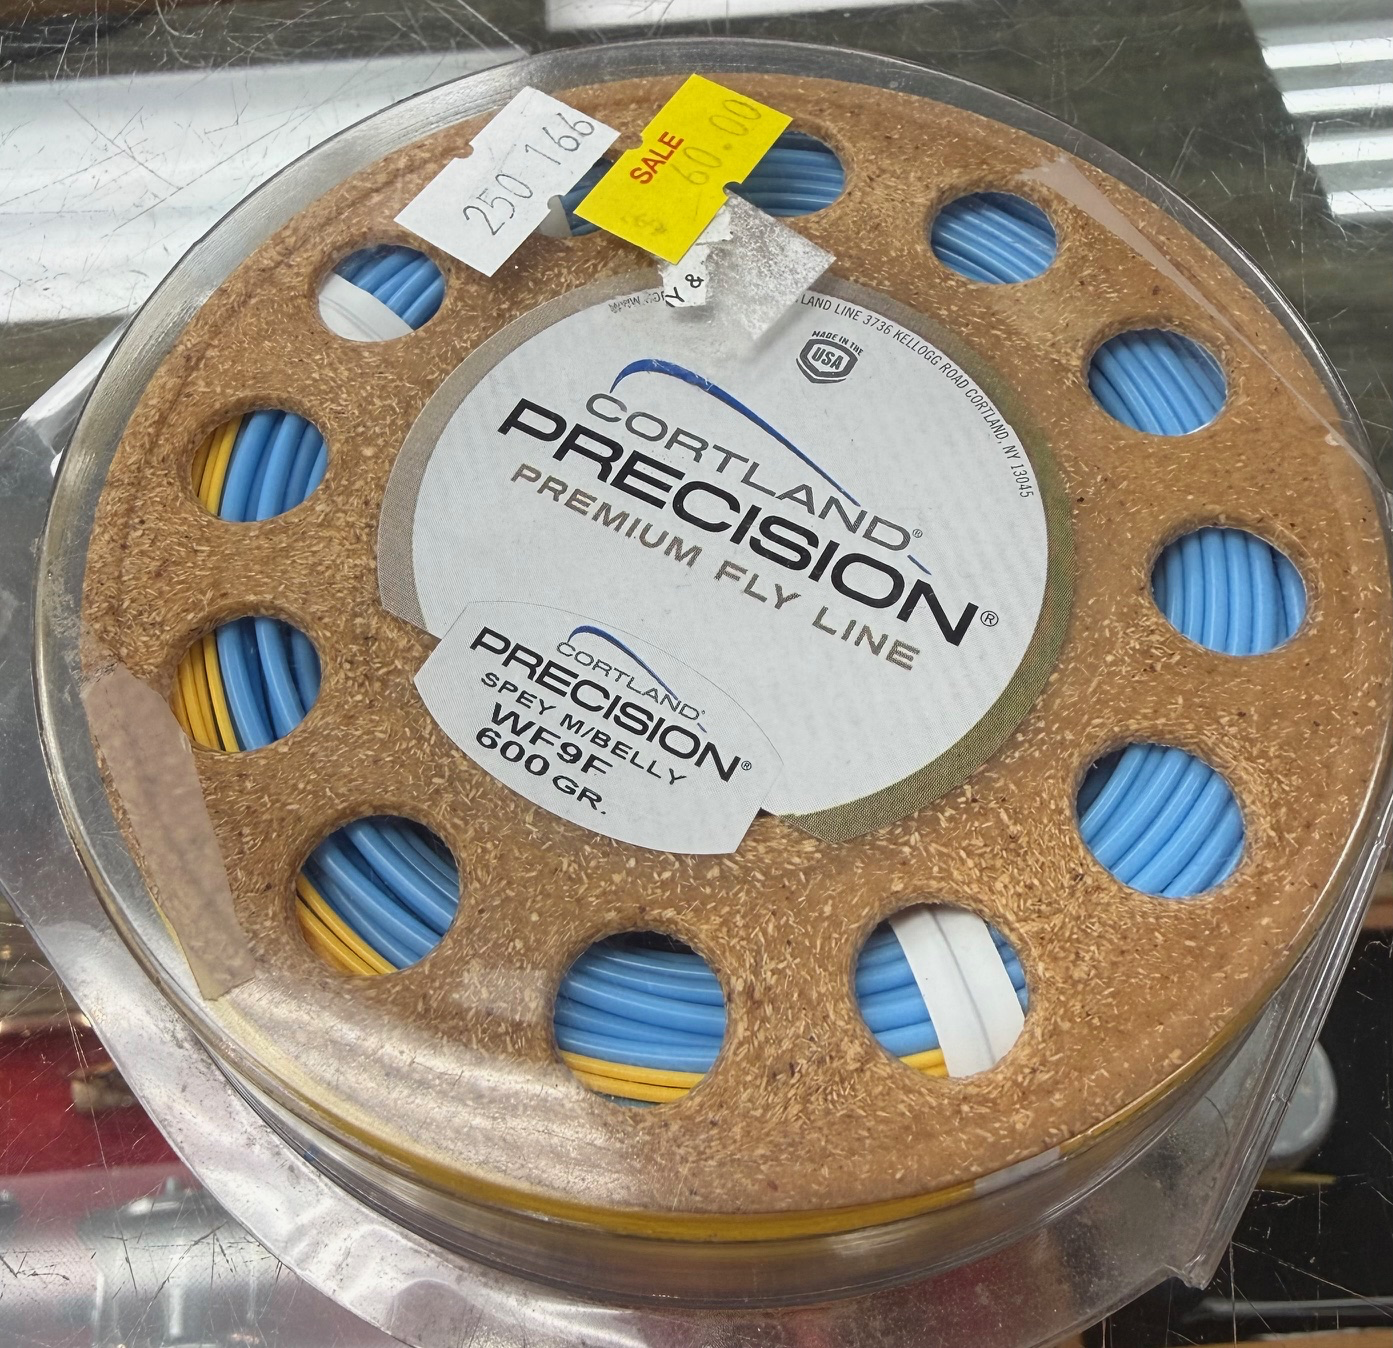 250 166
SALE
60.00
Y &
LAND LINE 3736 KELLOGG ROAD CORTLAND, NY 13045
MADE IN THE
USA
CORTLAND®
PRECISION®
PREMIUM FLY LINE
CORTLAND®
PRECISION®
SPEY M/BELLY
WF9F
600 GR.